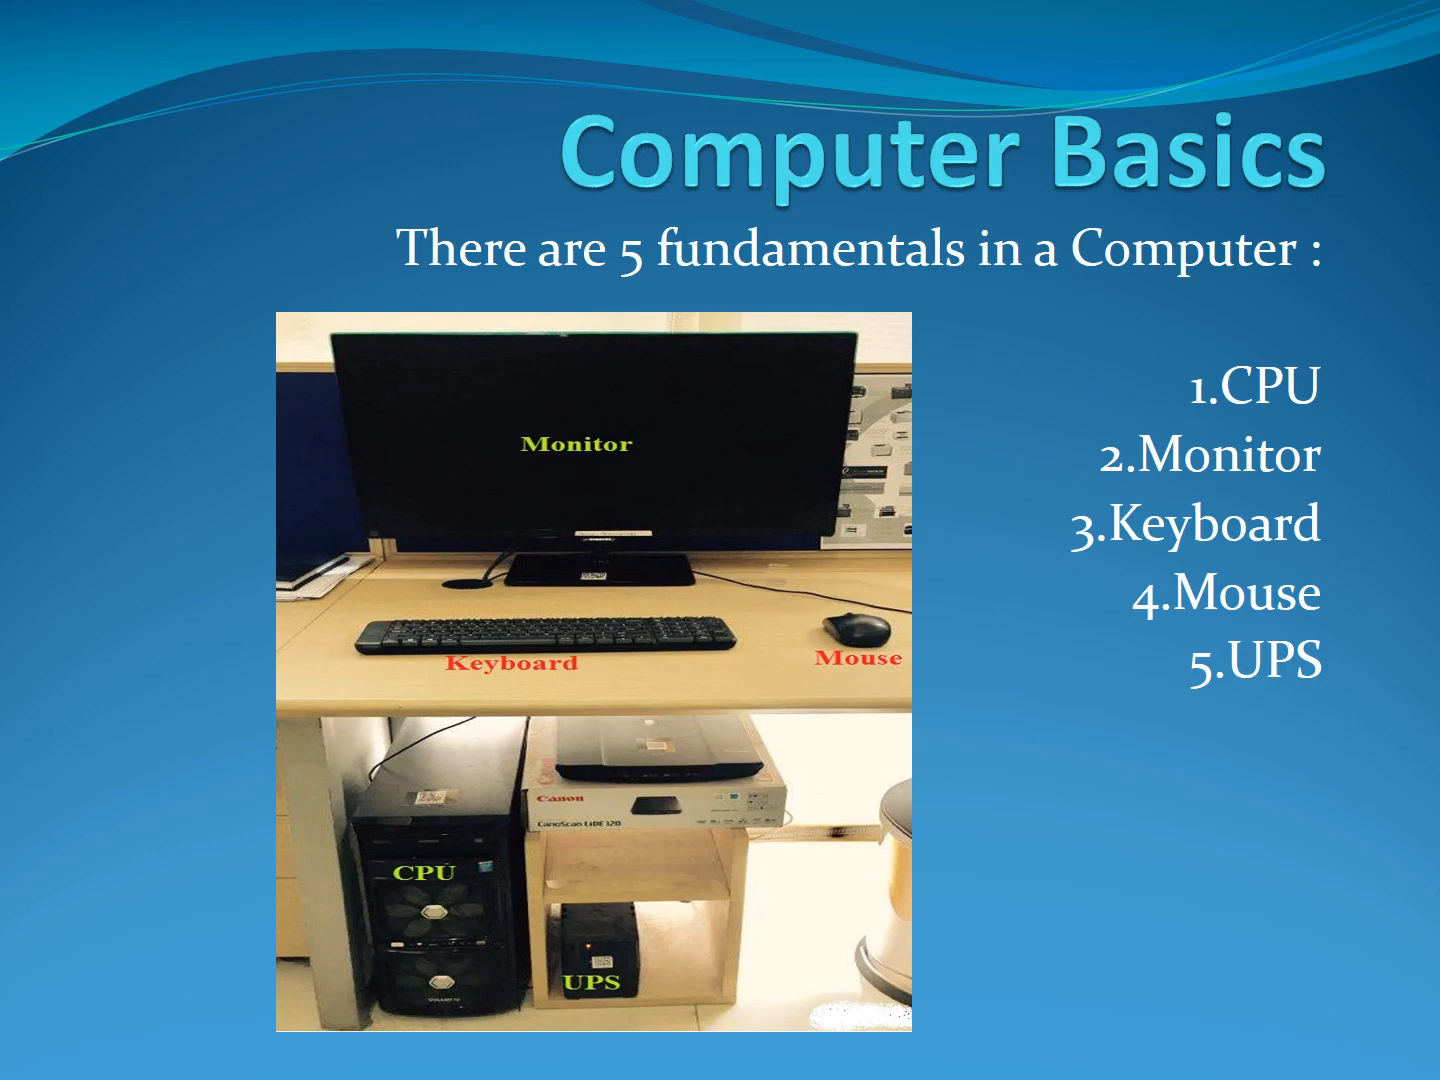 Computer Basics
There are 5 fundamentals in a Computer :
1.CPU
2.Monitor
3.Keyboard
4.Mouse
5.UPS
Monitor
Keyboard
Mouse
Canon
CanoScan LiDE 120
CPU
UPS